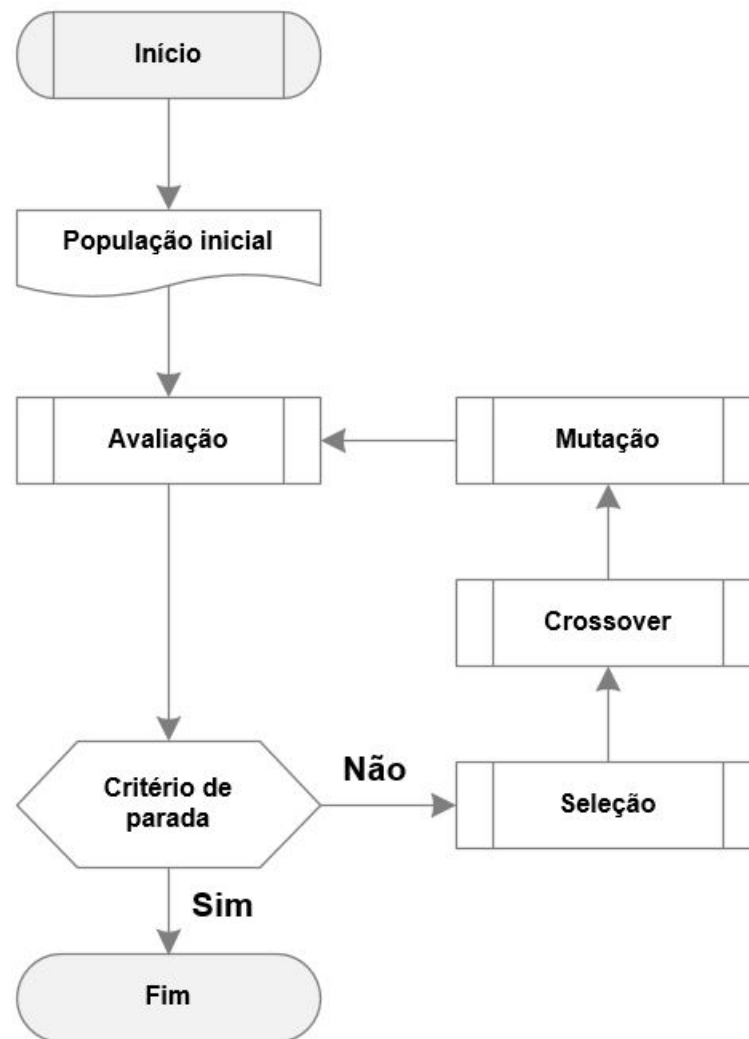 Início
População inicial
Avaliação
Mutação
Crossover
Critério de
parada
Não
Seleção
Sim
Fim